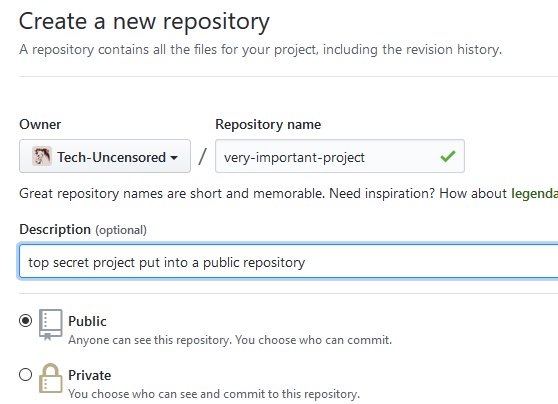 Create a new repository
A repository contains all the files for your project, including the revision history.
Owner
Repository name
Tech-Uncensored / very-important-project
Great repository names are short and memorable. Need inspiration? How about legenda
Description (optional)
top secret project put into a public repository
Public
Anyone can see this repository. You choose who can commit.
Private
You choose who can see and commit to this repository.